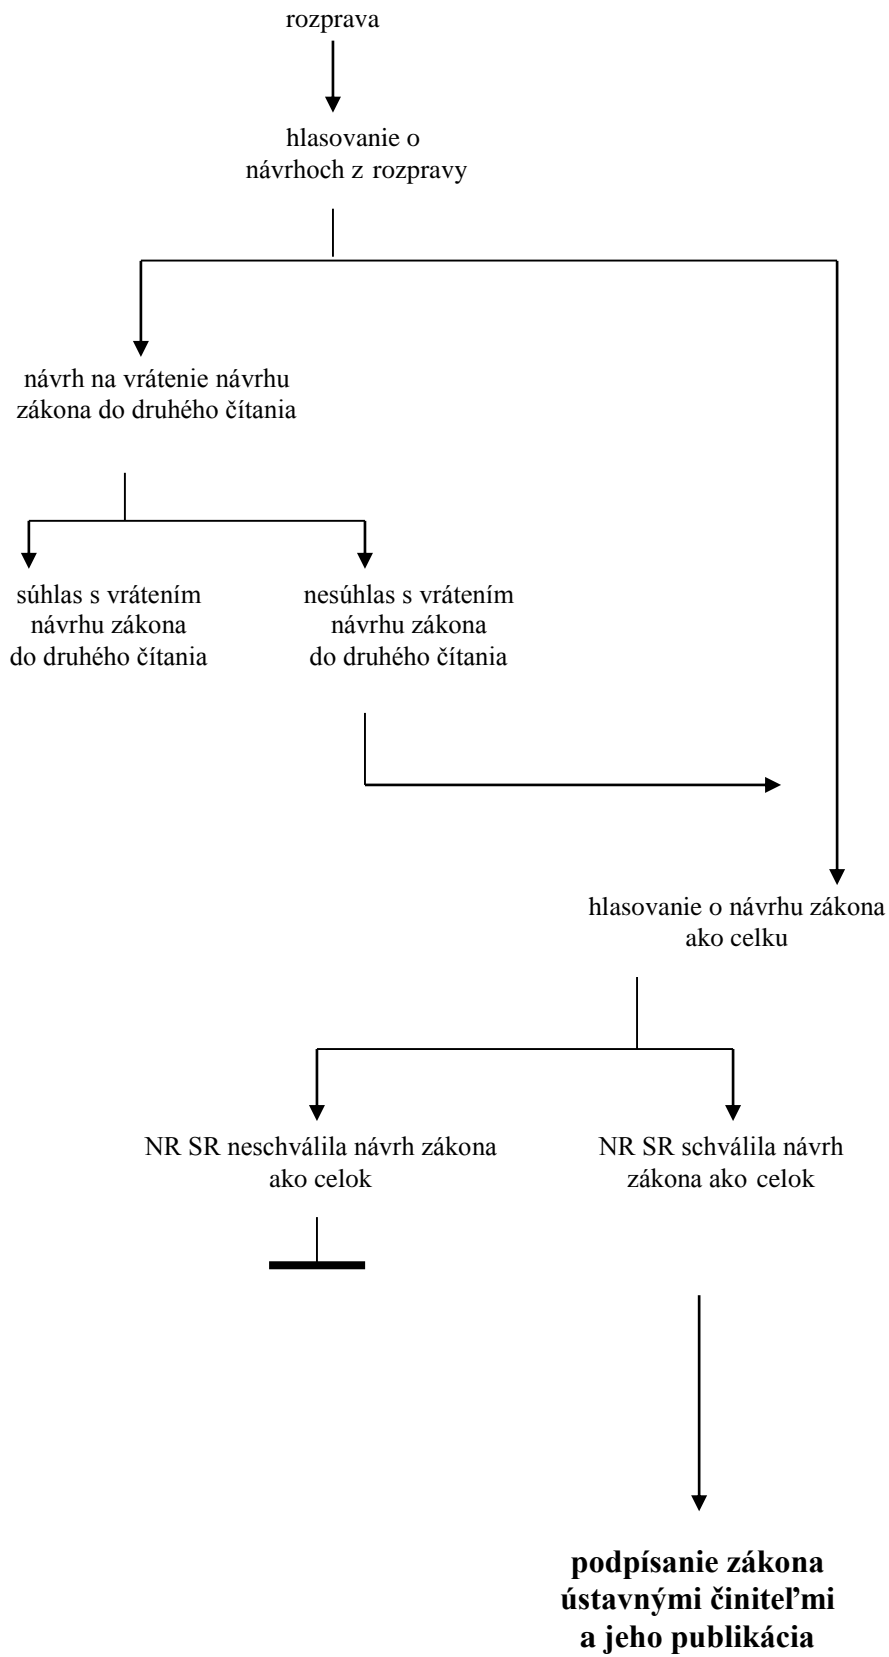 rozprava
hlasovanie o
návrhoch z rozpravy
návrh na vrátenie návrhu
zákona do druhého čítania
súhlas s vrátením
návrhu zákona
do druhého čítania
nesúhlas s vrátením
návrhu zákona
do druhého čítania
hlasovanie o návrhu zákona
ako celku
NR SR neschválila návrh zákona
ako celok
NR SR schválila návrh
zákona ako celok
podpísanie zákona
ústavnými činiteľmi
a jeho publikácia